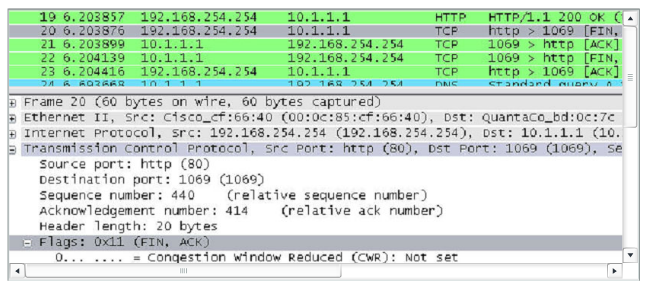 19 6.203857 192.168.254.254 10.1.1.1 HTTP HTTP/1.1 200 OK (
20 6.203876 192.168.254.254 10.1.1.1 TCP http > 1069 [FIN,
21 6.203899 10.1.1.1 192.168.254.254 TCP 1069 > http [ACK]
22 6.204139 10.1.1.1 192.168.254.254 TCP 1069 > http [FIN,
23 6.204416 192.168.254.254 10.1.1.1 TCP http > 1069 [ACK]
24 6.693668 10.1.1.1 192.168.254.254 DNS Standard query A
Frame 20 (60 bytes on wire, 60 bytes captured)
Ethernet II, Src: Cisco_cf:66:40 (00:0c:85:cf:66:40), Dst: QuantaCo_bd:0c:7c
Internet Protocol, Src: 192.168.254.254 (192.168.254.254), Dst: 10.1.1.1 (10.
Transmission Control Protocol, Src Port: http (80), Dst Port: 1069 (1069), Se
Source port: http (80)
Destination port: 1069 (1069)
Sequence number: 440 (relative sequence number)
Acknowledgement number: 414 (relative ack number)
Header length: 20 bytes
Flags: 0x11 (FIN, ACK)
0... .... = Congestion Window Reduced (CWR): Not set